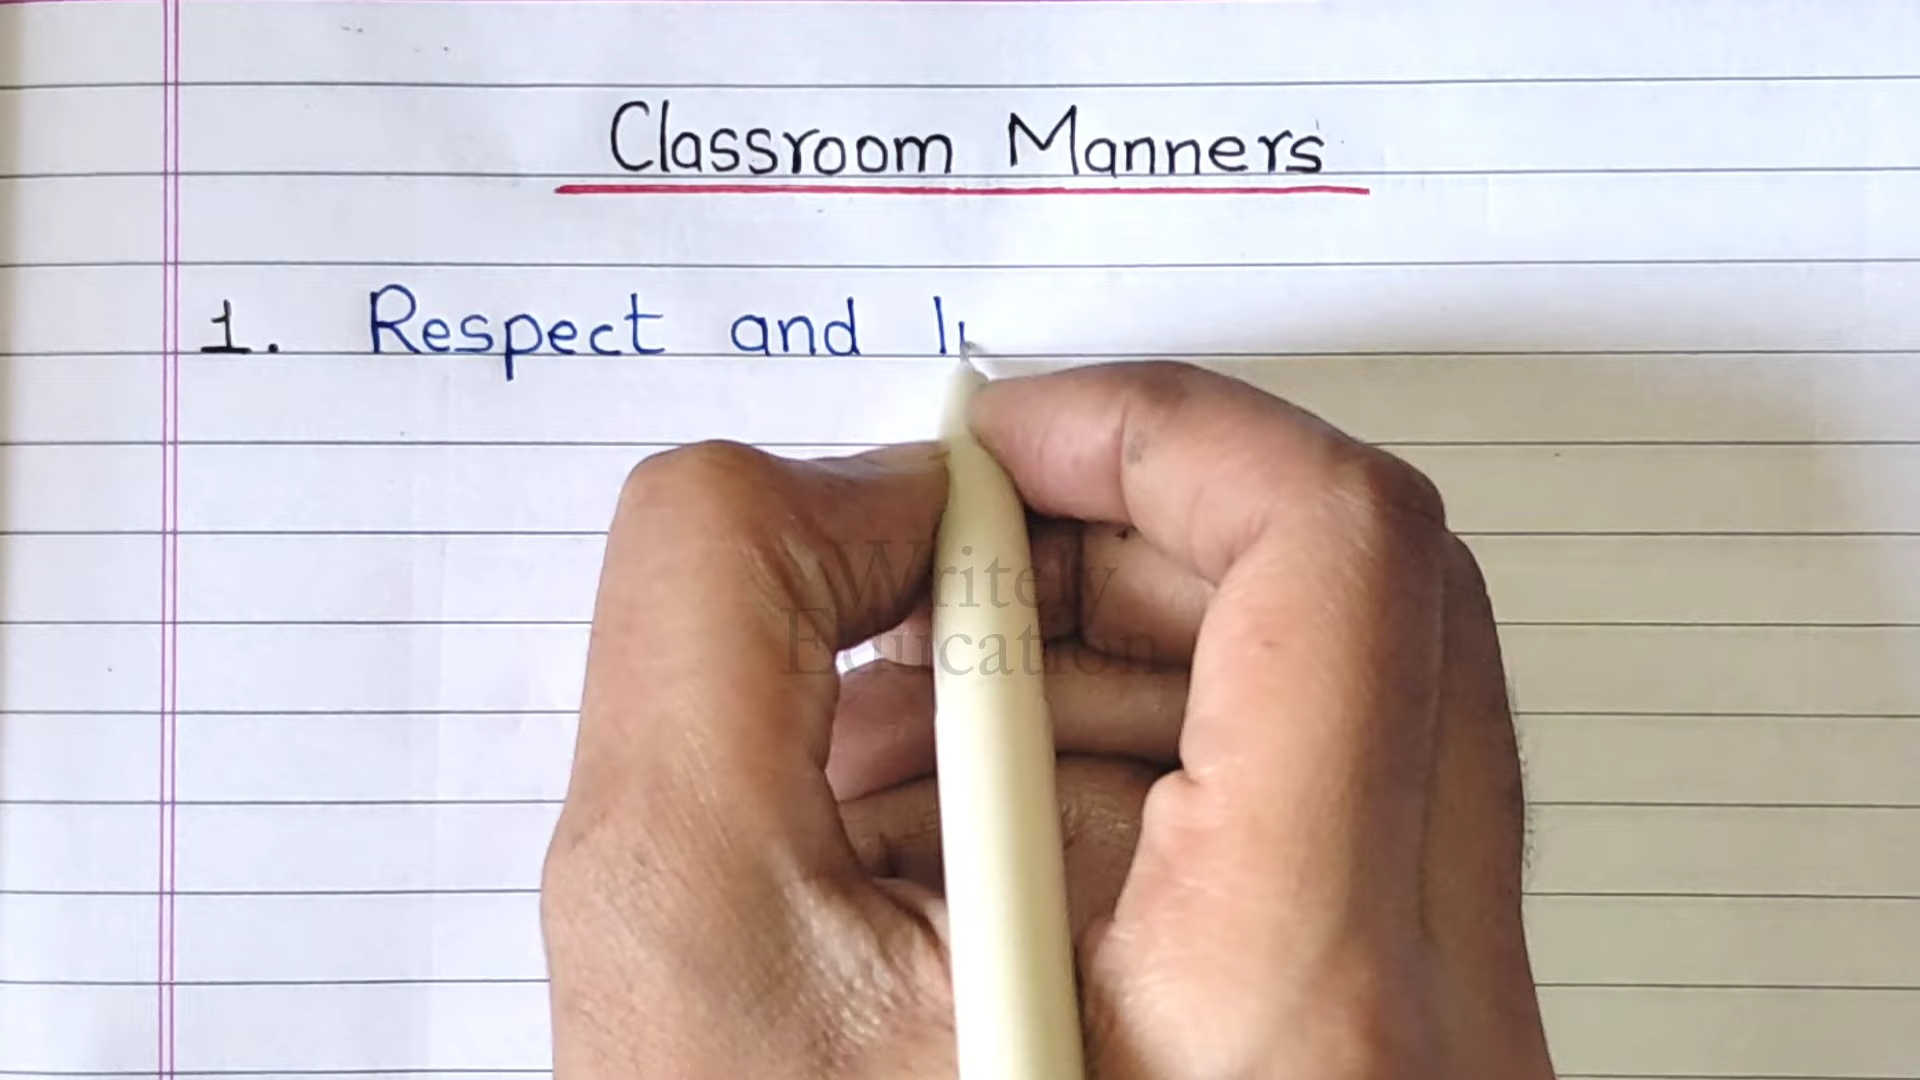 Classroom Manners
1. Respect and
Writely
Education